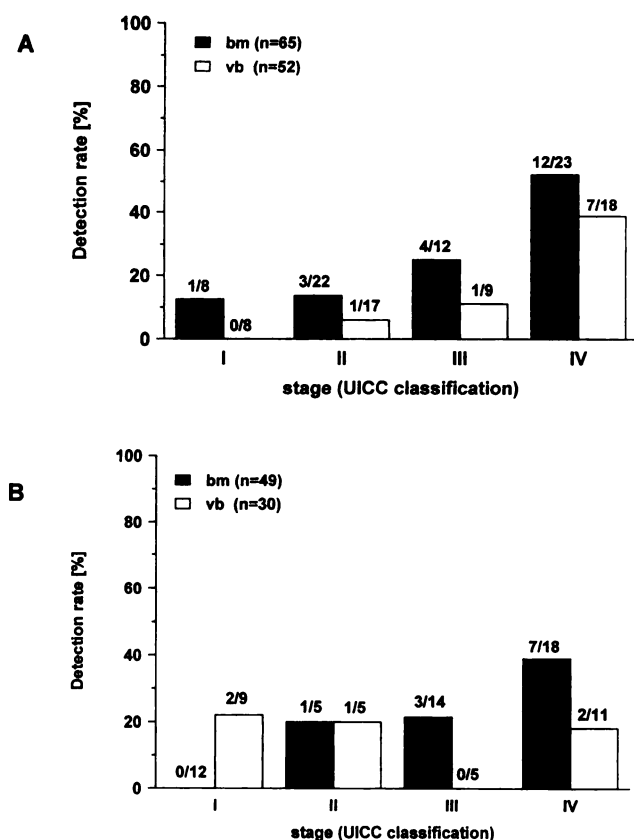 A
100
80
60
40
20
0
Detection rate [%]
bm (n=65)
vb (n=52)
1/8
0/8
3/22
1/17
4/12
1/9
12/23
7/18
I
II
III
IV
stage (UICC classification)
B
100
80
60
40
20
0
Detection rate [%]
bm (n=49)
vb (n=30)
0/12
2/9
1/5
1/5
3/14
0/5
7/18
2/11
I
II
III
IV
stage (UICC classification)